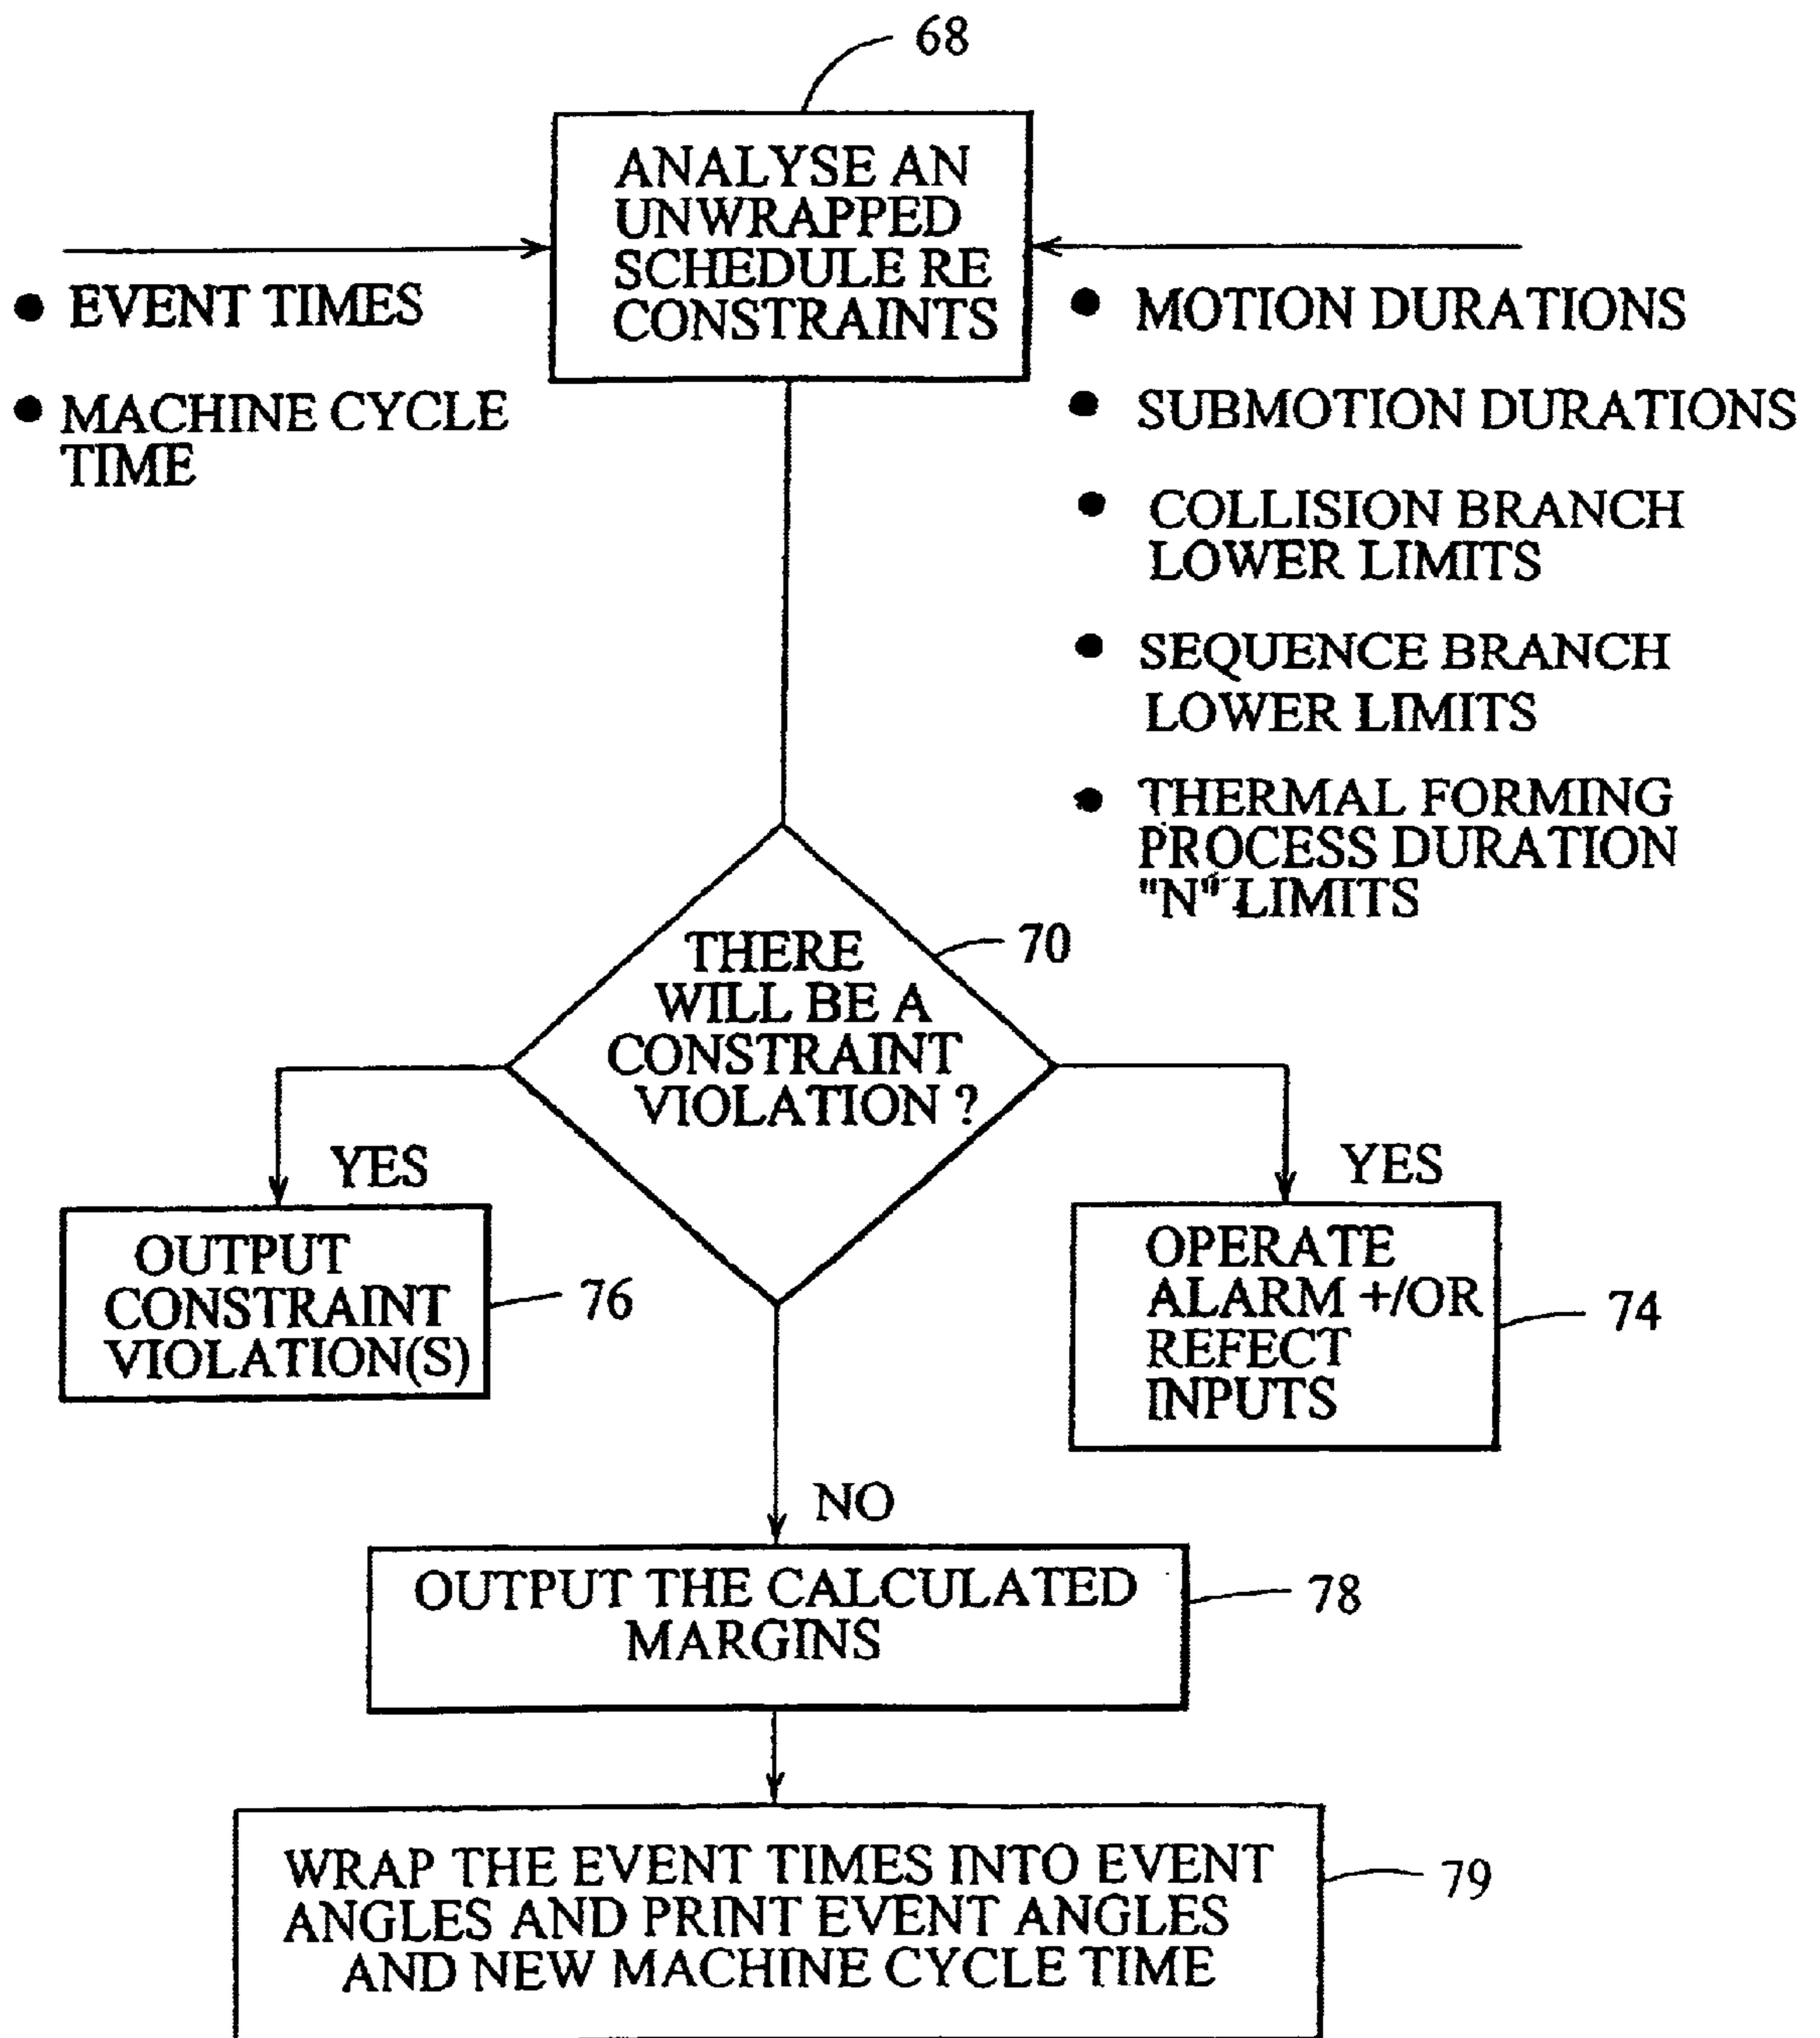 68
ANALYSE AN
UNWRAPPED
SCHEDULE RE
CONSTRAINTS
● EVENT TIMES
● MACHINE CYCLE
TIME
● MOTION DURATIONS
● SUBMOTION DURATIONS
● COLLISION BRANCH
LOWER LIMITS
● SEQUENCE BRANCH
LOWER LIMITS
● THERMAL FORMING
PROCESS DURATION
"N" LIMITS
70
THERE
WILL BE A
CONSTRAINT
VIOLATION ?
YES
OUTPUT
CONSTRAINT
VIOLATION(S)
76
YES
OPERATE
ALARM +/OR
REFECT
INPUTS
74
NO
OUTPUT THE CALCULATED
MARGINS
78
WRAP THE EVENT TIMES INTO EVENT
ANGLES AND PRINT EVENT ANGLES
AND NEW MACHINE CYCLE TIME
79